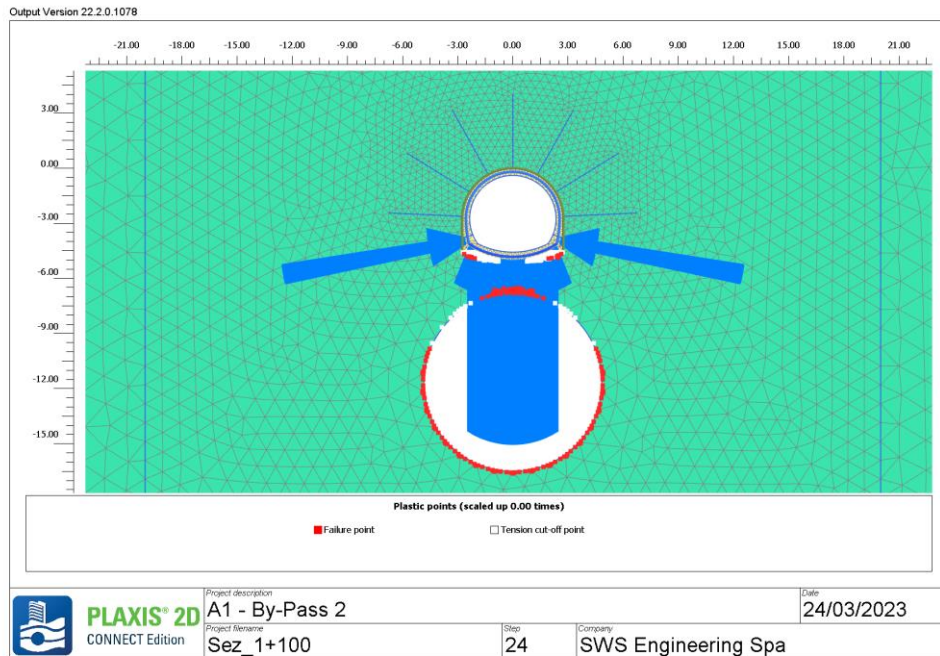 Output Version 22.2.0.1078
-21.00 -18.00 -15.00 -12.00 -9.00 -6.00 -3.00 0.00 3.00 6.00 9.00 12.00 15.00 18.00 21.00
3.00
0.00
-3.00
-6.00
-9.00
-12.00
-15.00
Plastic points (scaled up 0.00 times)
Failure point Tension cut-off point
PLAXIS® 2D
CONNECT Edition
Project description
A1 - By-Pass 2
Date
24/03/2023
Project filename
Sez_1+100
Step
24
Company
SWS Engineering Spa